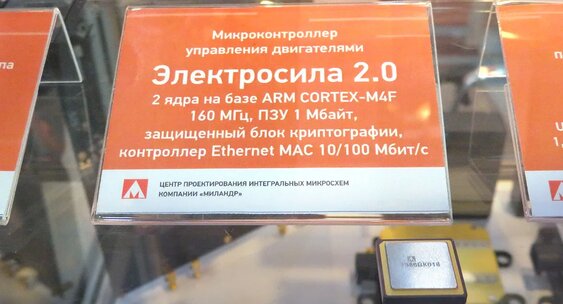 Микроконтроллер
управления двигателями
Электросила 2.0
2 ядра на базе ARM CORTEX-M4F
160 МГц, ПЗУ 1 Мбайт,
защищенный блок криптографии,
контроллер Ethernet MAC 10/100 Мбит/с
ЦЕНТР ПРОЕКТИРОВАНИЯ ИНТЕГРАЛЬНЫХ МИКРОСХЕМ
КОМПАНИИ «МИЛАНДР»